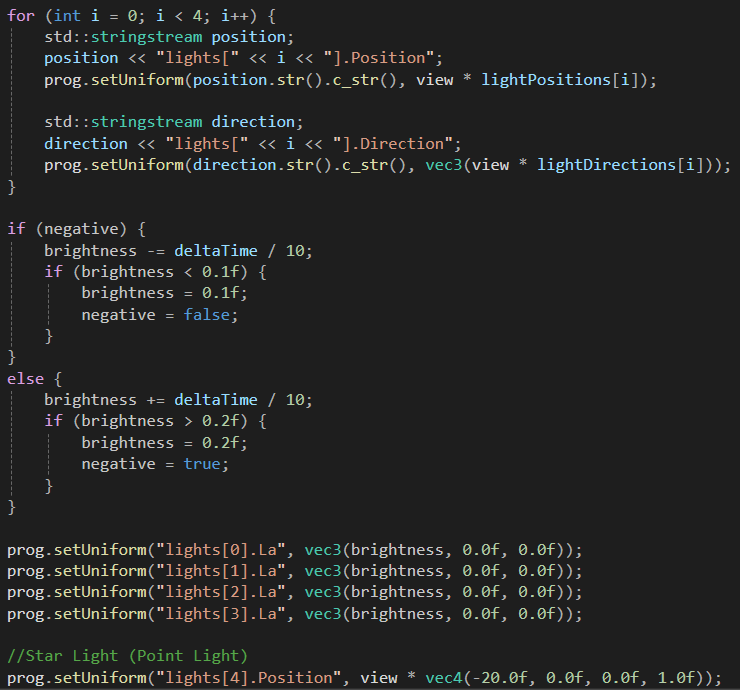 for (int i = 0; i < 4; i++) {
    std::stringstream position;
    position << "lights[" << i << "].Position";
    prog.setUniform(position.str().c_str(), view * lightPositions[i]);

    std::stringstream direction;
    direction << "lights[" << i << "].Direction";
    prog.setUniform(direction.str().c_str(), vec3(view * lightDirections[i]));
}

if (negative) {
    brightness -= deltaTime / 10;
    if (brightness < 0.1f) {
        brightness = 0.1f;
        negative = false;
    }
}
else {
    brightness += deltaTime / 10;
    if (brightness > 0.2f) {
        brightness = 0.2f;
        negative = true;
    }
}

prog.setUniform("lights[0].La", vec3(brightness, 0.0f, 0.0f));
prog.setUniform("lights[1].La", vec3(brightness, 0.0f, 0.0f));
prog.setUniform("lights[2].La", vec3(brightness, 0.0f, 0.0f));
prog.setUniform("lights[3].La", vec3(brightness, 0.0f, 0.0f));

//Star Light (Point Light)
prog.setUniform("lights[4].Position", view * vec4(-20.0f, 0.0f, 0.0f, 1.0f));